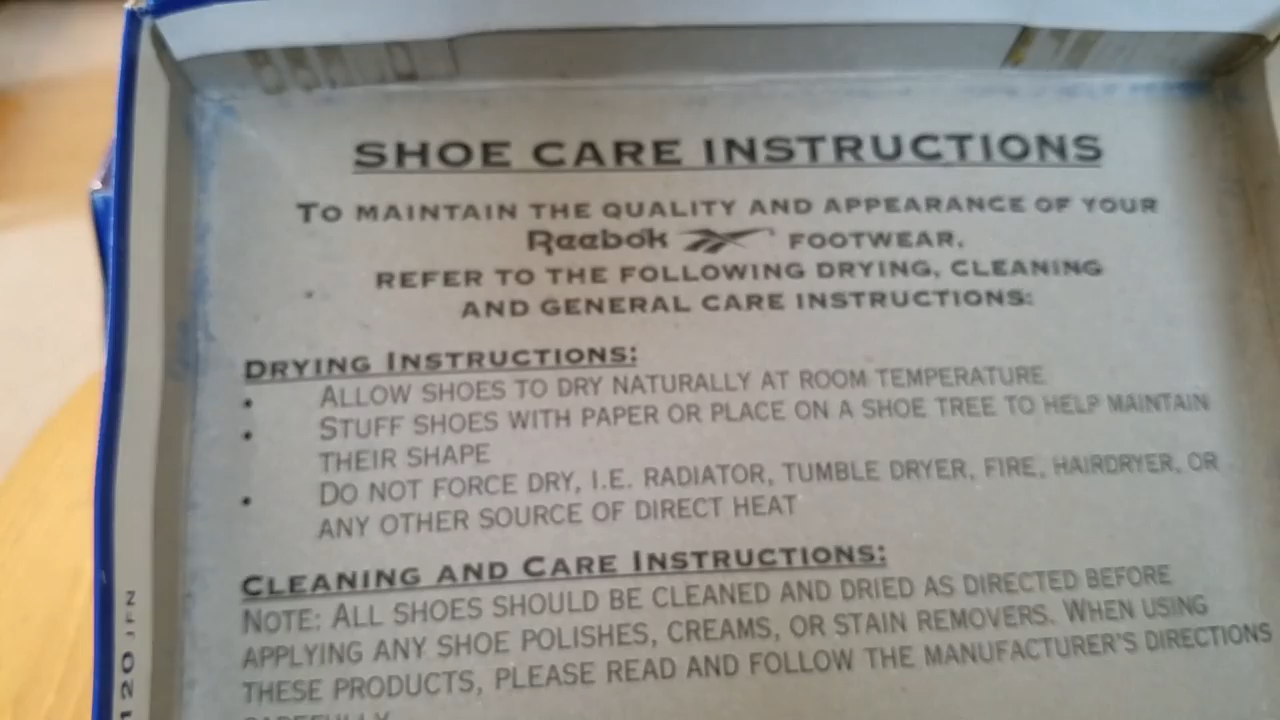 SHOE CARE INSTRUCTIONS
TO MAINTAIN THE QUALITY AND APPEARANCE OF YOUR
Reebok FOOTWEAR.
REFER TO THE FOLLOWING DRYING, CLEANING
AND GENERAL CARE INSTRUCTIONS:
DRYING INSTRUCTIONS:
• ALLOW SHOES TO DRY NATURALLY AT ROOM TEMPERATURE
• STUFF SHOES WITH PAPER OR PLACE ON A SHOE TREE TO HELP MAINTAIN
THEIR SHAPE
• DO NOT FORCE DRY, I.E. RADIATOR, TUMBLE DRYER, FIRE, HAIRDRYER, OR
ANY OTHER SOURCE OF DIRECT HEAT
CLEANING AND CARE INSTRUCTIONS:
NOTE: ALL SHOES SHOULD BE CLEANED AND DRIED AS DIRECTED BEFORE
APPLYING ANY SHOE POLISHES, CREAMS, OR STAIN REMOVERS. WHEN USING
THESE PRODUCTS, PLEASE READ AND FOLLOW THE MANUFACTURER'S DIRECTIONS
CAREFULLY
120